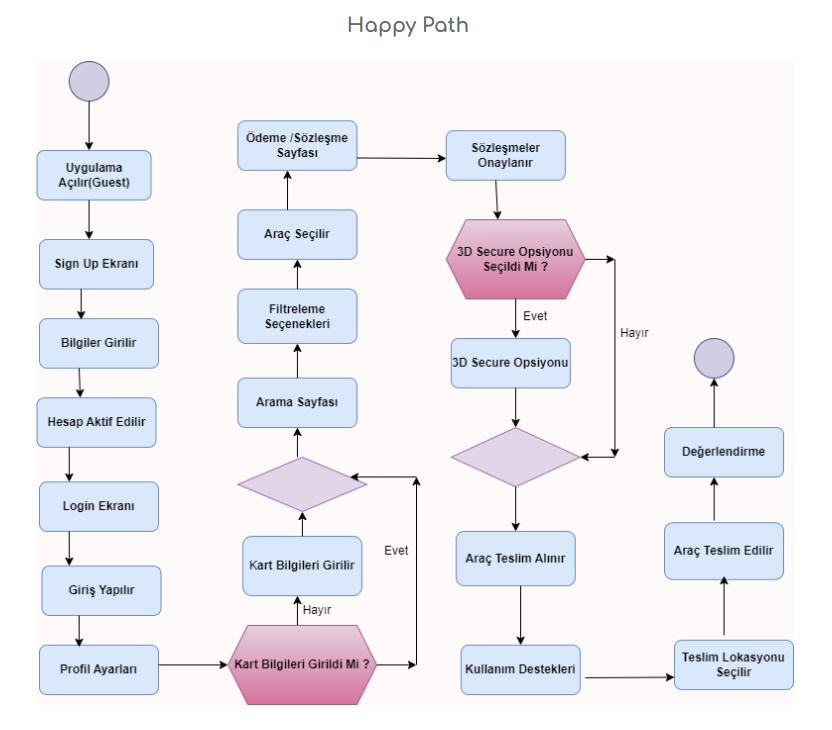 Happy Path
Uygulama
Açılır(Guest)
Sign Up Ekranı
Bilgiler Girilir
Hesap Aktif Edilir
Login Ekranı
Giriş Yapılır
Profil Ayarları
Kart Bilgileri Girildi Mi ?
Hayır
Evet
Kart Bilgileri Girilir
Arama Sayfası
Filtreleme
Seçenekleri
Araç Seçilir
Ödeme /Sözleşme
Sayfası
Sözleşmeler
Onaylanır
3D Secure Opsiyonu
Seçildi Mi ?
Evet
Hayır
3D Secure Opsiyonu
Araç Teslim Alınır
Kullanım Destekleri
Teslim Lokasyonu
Seçilir
Araç Teslim Edilir
Değerlendirme